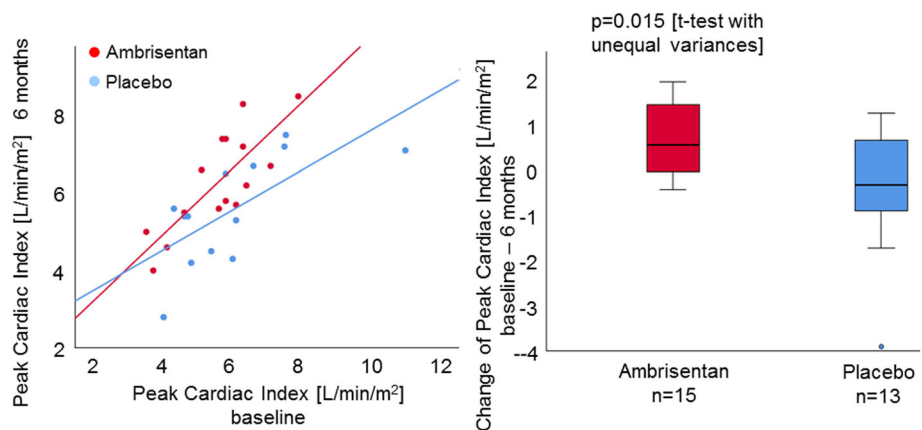 Ambrisentan
Placebo
Peak Cardiac Index [L/min/m²]   6 months
8
6
4
2
2 4 6 8 10 12
Peak Cardiac Index [L/min/m²]
baseline
p=0.015 [t-test with
unequal variances]
Change of Peak Cardiac Index [L/min/m²]
baseline – 6 months
2
1
0
-1
-2
-3
--4
Ambrisentan
n=15
Placebo
n=13